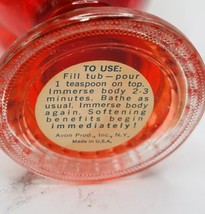 TO USE:
Fill tub—pour
1 teaspoon on top.
Immerse body 2-3
minutes. Bathe as
usual. Immerse body
again. Softening
benefits begin
immediately!
Avon Prod., Inc., N.Y.
Made in U.S.A.